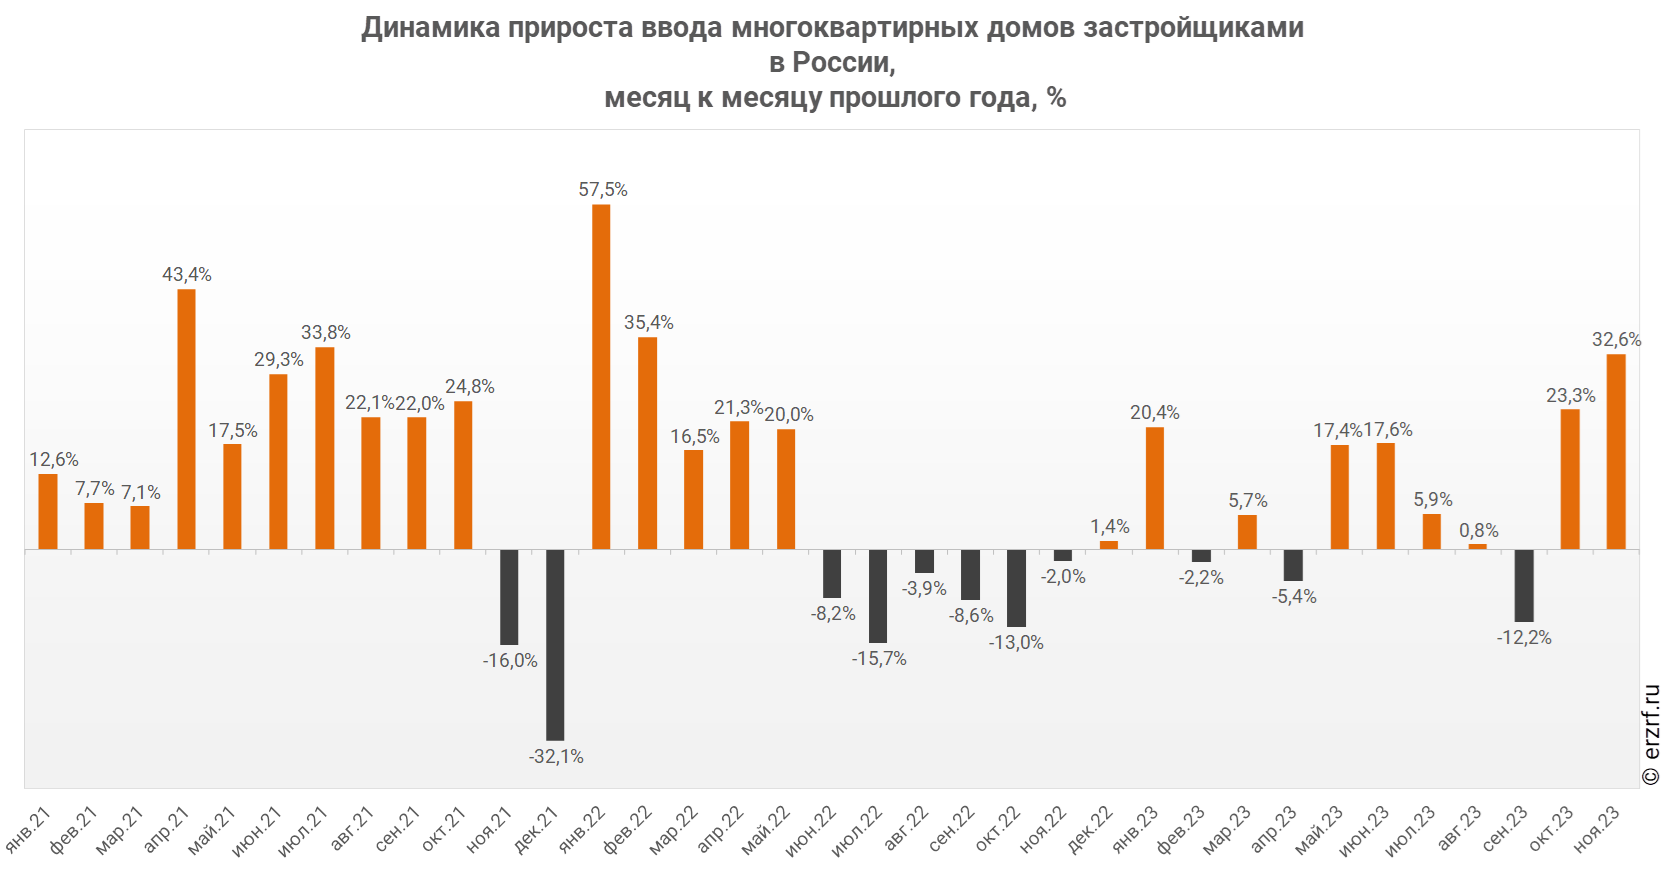 Динамика прироста ввода многоквартирных домов застройщиками
в России,
месяц к месяцу прошлого года, %
12,6%
7,7%
7,1%
43,4%
17,5%
29,3%
33,8%
22,1%
22,0%
24,8%
-16,0%
-32,1%
57,5%
35,4%
16,5%
21,3%
20,0%
-8,2%
-15,7%
-3,9%
-8,6%
-13,0%
-2,0%
1,4%
20,4%
-2,2%
5,7%
-5,4%
17,4%
17,6%
5,9%
0,8%
-12,2%
23,3%
32,6%
янв.21
фев.21
мар.21
апр.21
май.21
июн.21
июл.21
авг.21
сен.21
окт.21
ноя.21
дек.21
янв.22
фев.22
мар.22
апр.22
май.22
июн.22
июл.22
авг.22
сен.22
окт.22
ноя.22
дек.22
янв.23
фев.23
мар.23
апр.23
май.23
июн.23
июл.23
авг.23
сен.23
окт.23
ноя.23
© erzrf.ru